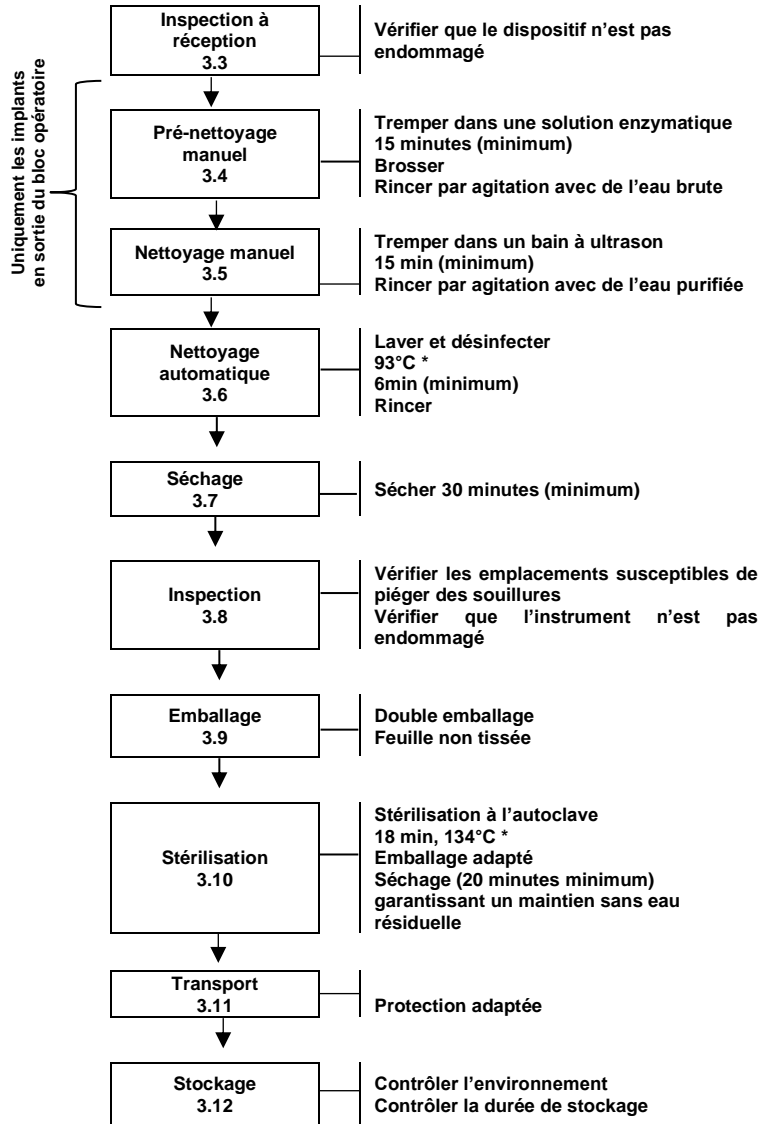 Inspection à
réception
3.3
Vérifier que le dispositif n’est pas
endommagé
Uniquement les implants
en sortie du bloc opératoire
Pré-nettoyage
manuel
3.4
Tremper dans une solution enzymatique
15 minutes (minimum)
Brosser
Rincer par agitation avec de l’eau brute
Nettoyage manuel
3.5
Tremper dans un bain à ultrason
15 min (minimum)
Rincer par agitation avec de l’eau purifiée
Nettoyage
automatique
3.6
Laver et désinfecter
93°C *
6min (minimum)
Rincer
Séchage
3.7
Sécher 30 minutes (minimum)
Inspection
3.8
Vérifier les emplacements susceptibles de
piéger des souillures
Vérifier que l’instrument n’est pas
endommagé
Emballage
3.9
Double emballage
Feuille non tissée
Stérilisation
3.10
Stérilisation à l’autoclave
18 min, 134°C *
Emballage adapté
Séchage (20 minutes minimum)
garantissant un maintien sans eau
résiduelle
Transport
3.11
Protection adaptée
Stockage
3.12
Contrôler l’environnement
Contrôler la durée de stockage